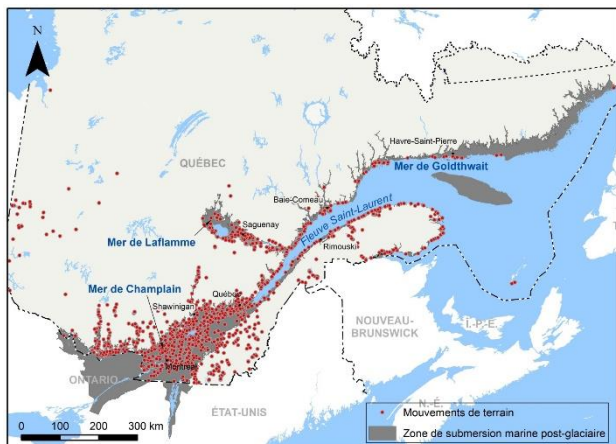 N
QUÉBEC
Havre-Saint-Pierre
Mer de Goldthwait
Baie-Comeau
Fleuve Saint-Laurent
Mer de Laflamme
Saguenay
Rimouski
Mer de Champlain
Shawinigan
Québec
Montréal
NOUVEAU-
BRUNSWICK
Î.-P.-É.
ONTARIO
ÉTAT-UNIS
N.-É.
0 100 200 300 km
Mouvements de terrain
Zone de submersion marine post-glaciaire